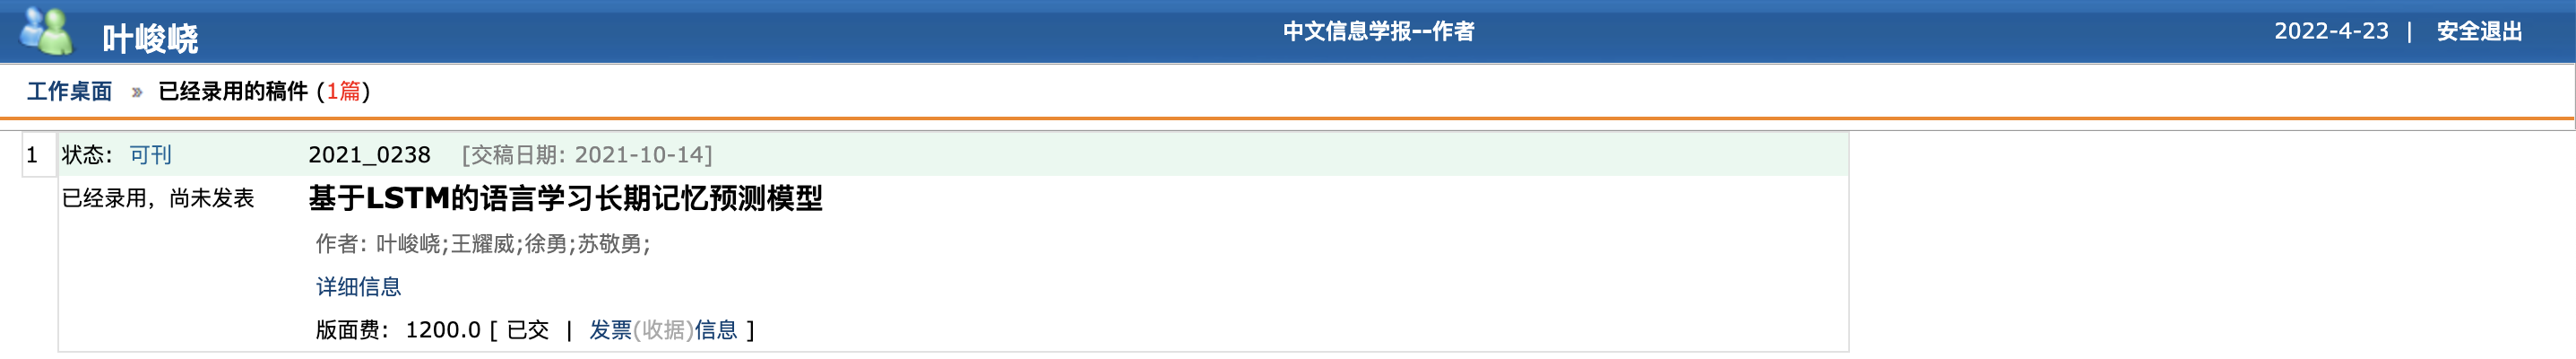 叶峻峣 中文信息学报--作者 2022-4-23 | 安全退出
工作桌面 » 已经录用的稿件 (1篇)
1 状态: 可刊 2021_0238 [交稿日期: 2021-10-14]
已经录用，尚未发表 基于LSTM的语言学习长期记忆预测模型
作者: 叶峻峣;王耀威;徐勇;苏敬勇;
详细信息
版面费: 1200.0 [ 已交 | 发票(收据)信息 ]